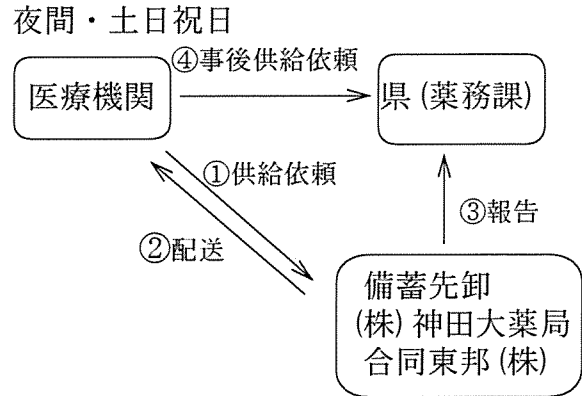 夜間・土日祝日
④事後供給依頼
医療機関
県(薬務課)
①供給依頼
②配送
③報告
備蓄先卸
(株)神田大薬局
合同東邦(株)